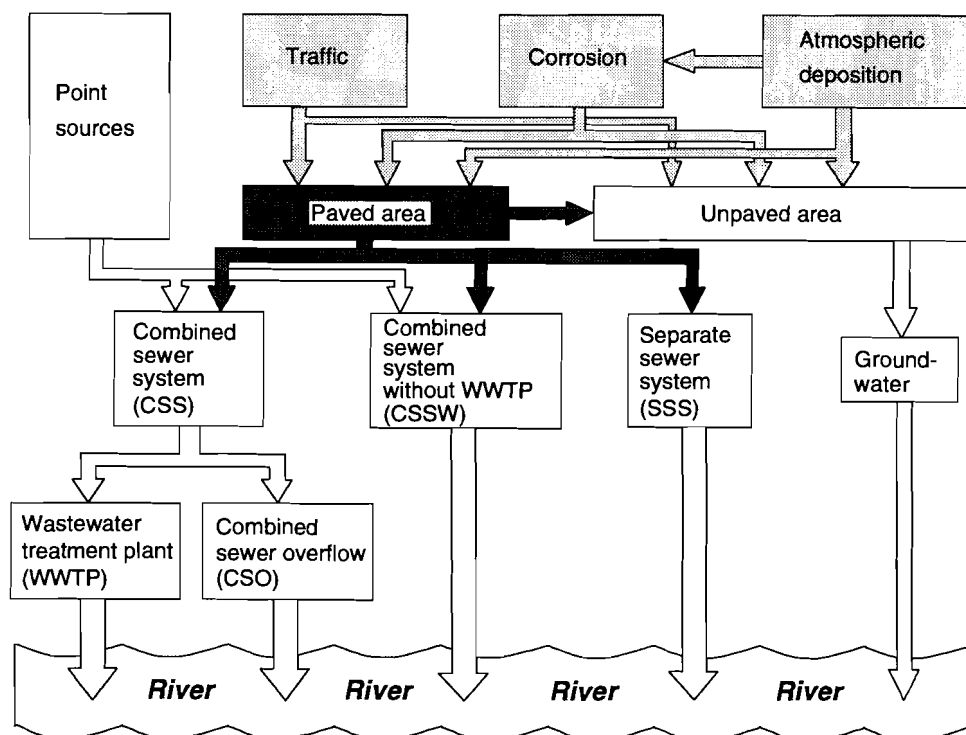 Point
sources
Traffic
Corrosion
Atmospheric
deposition
Paved area
Unpaved area
Combined
sewer
system
(CSS)
Combined
sewer
system
without WWTP
(CSSW)
Separate
sewer
system
(SSS)
Ground-
water
Wastewater
treatment plant
(WWTP)
Combined
sewer overflow
(CSO)
River
River
River
River